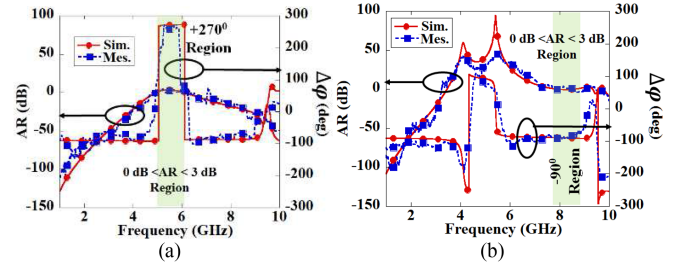 (a)
AR (dB)
100
50
0
-50
-100
-150
Sim.
Mes.
+270⁰
Region
0 dB <AR < 3 dB
Region
300
200
100
0
-100
-200
-300
Δφ (deg)
2 4 6 8 10
Frequency (GHz)
(a)
(b)
AR (dB)
100
50
0
-50
-100
-150
Sim.
Mes.
0 dB <AR < 3 dB
Region
-90⁰
Region
300
200
100
0
-100
-200
-300
Δφ (deg)
2 4 6 8 10
Frequency (GHz)
(b)